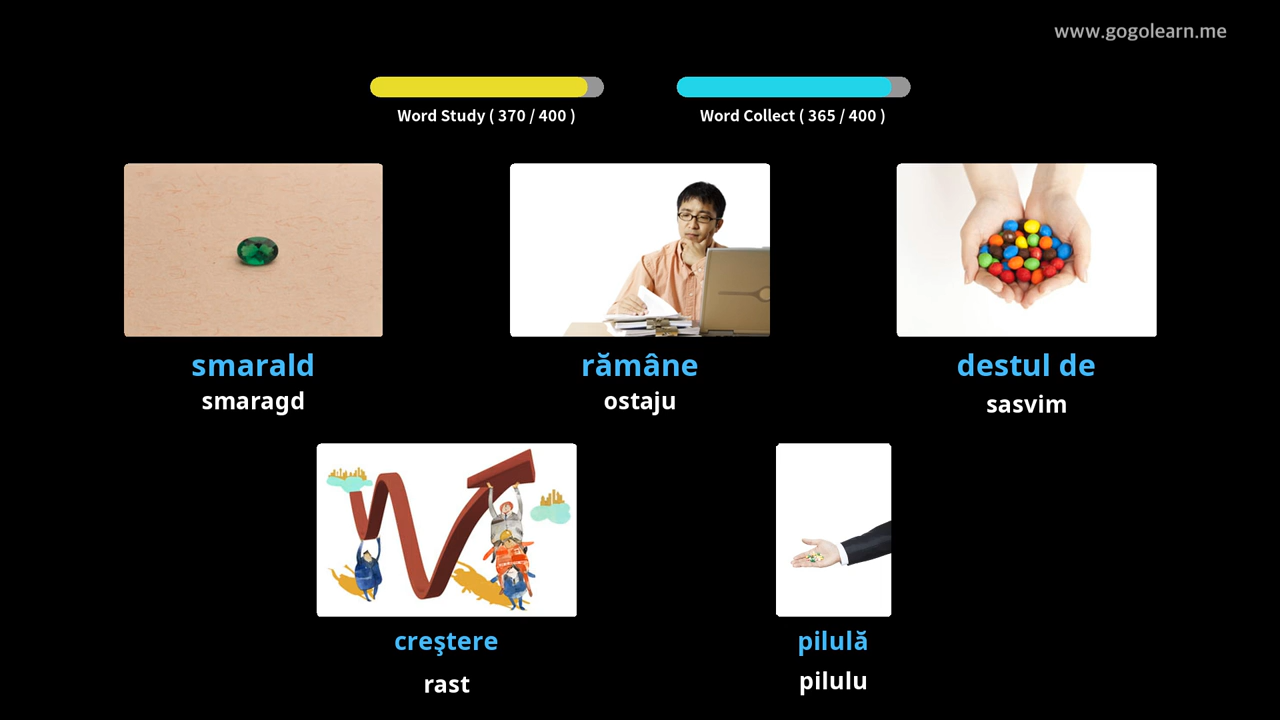 www.gogolearn.me
Word Study ( 370 / 400 )
Word Collect ( 365 / 400 )
smarald
smaragd
rămâne
ostaju
destul de
sasvim
creştere
rast
pilulă
pilulu